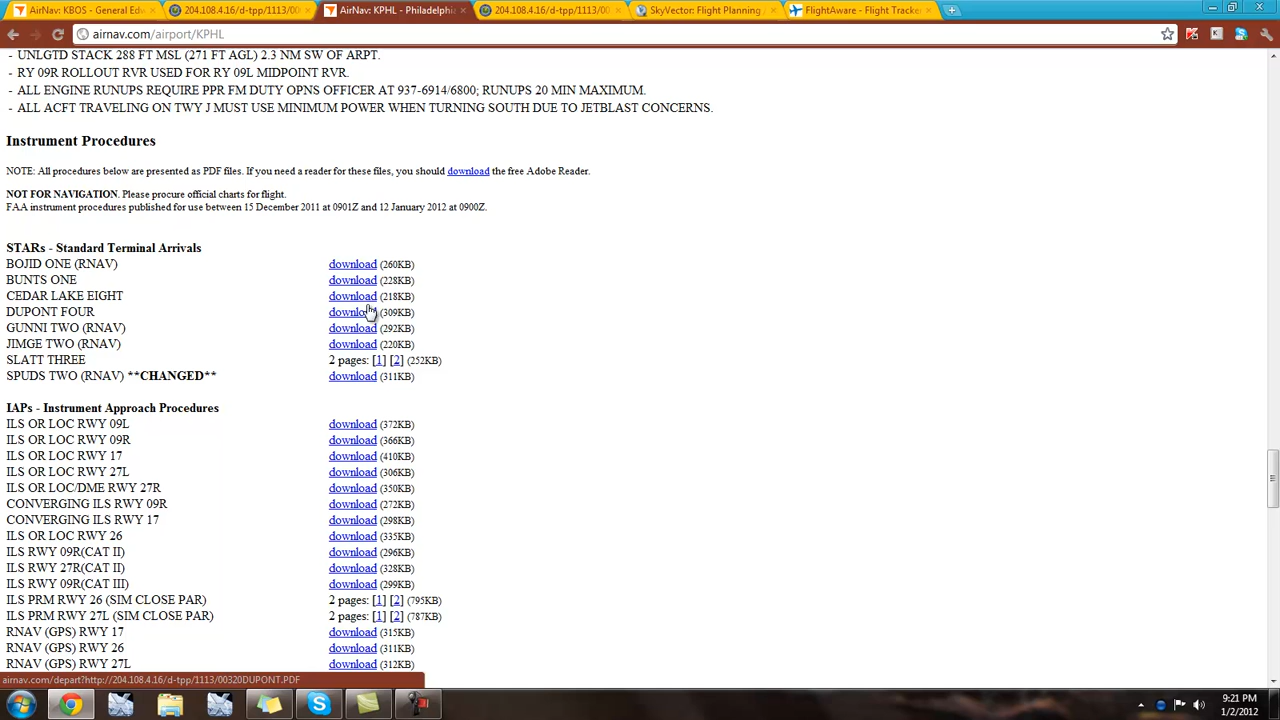 AirNav: KBOS - General Edw
204.108.4.16/d-tpp/1113/00
AirNav: KPHL - Philadelphi
204.108.4.16/d-tpp/1113/00
SkyVector: Flight Planning
FlightAware - Flight Tracker
airnav.com/airport/KPHL
- UNLGTD STACK 288 FT MSL (271 FT AGL) 2.3 NM SW OF ARPT.
- RY 09R ROLLOUT RVR USED FOR RY 09L MIDPOINT RVR.
- ALL ENGINE RUNUPS REQUIRE PPR FM DUTY OPNS OFFICER AT 937-6914/6800; RUNUPS 20 MIN MAXIMUM.
- ALL ACFT TRAVELING ON TWY J MUST USE MINIMUM POWER WHEN TURNING SOUTH DUE TO JETBLAST CONCERNS.
Instrument Procedures
NOTE: All procedures below are presented as PDF files. If you need a reader for these files, you should download the free Adobe Reader.
NOT FOR NAVIGATION. Please procure official charts for flight.
FAA instrument procedures published for use between 15 December 2011 at 0901Z and 12 January 2012 at 0900Z.
STARs - Standard Terminal Arrivals
BOJID ONE (RNAV) download (260KB)
BUNTS ONE download (228KB)
CEDAR LAKE EIGHT download (218KB)
DUPONT FOUR download (309KB)
GUNNI TWO (RNAV) download (292KB)
JIMGE TWO (RNAV) download (220KB)
SLATT THREE 2 pages: [1] [2] (252KB)
SPUDS TWO (RNAV) **CHANGED** download (311KB)
IAPs - Instrument Approach Procedures
ILS OR LOC RWY 09L download (372KB)
ILS OR LOC RWY 09R download (366KB)
ILS OR LOC RWY 17 download (410KB)
ILS OR LOC RWY 27L download (306KB)
ILS OR LOC/DME RWY 27R download (350KB)
CONVERGING ILS RWY 09R download (272KB)
CONVERGING ILS RWY 17 download (298KB)
ILS OR LOC RWY 26 download (335KB)
ILS RWY 09R(CAT II) download (296KB)
ILS RWY 27R(CAT II) download (328KB)
ILS RWY 09R(CAT III) download (299KB)
ILS PRM RWY 26 (SIM CLOSE PAR) 2 pages: [1] [2] (795KB)
ILS PRM RWY 27L (SIM CLOSE PAR) 2 pages: [1] [2] (787KB)
RNAV (GPS) RWY 17 download (315KB)
RNAV (GPS) RWY 26 download (311KB)
RNAV (GPS) RWY 27L download (312KB)
airnav.com/depart?http://204.108.4.16/d-tpp/1113/00320DUPONT.PDF
9:21 PM
1/2/2012